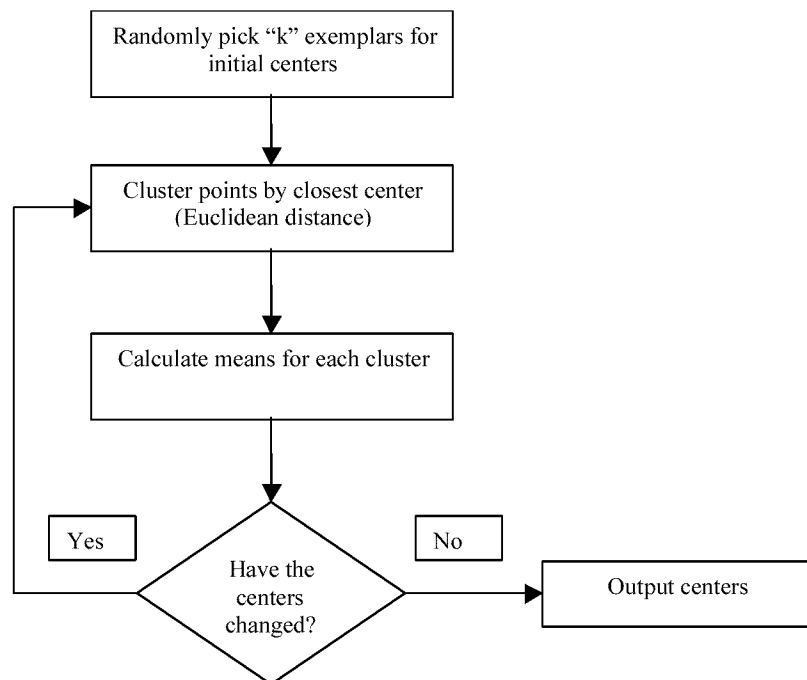 Randomly pick “k” exemplars for
initial centers
Cluster points by closest center
(Euclidean distance)
Calculate means for each cluster
Yes
No
Have the
centers
changed?
Output centers